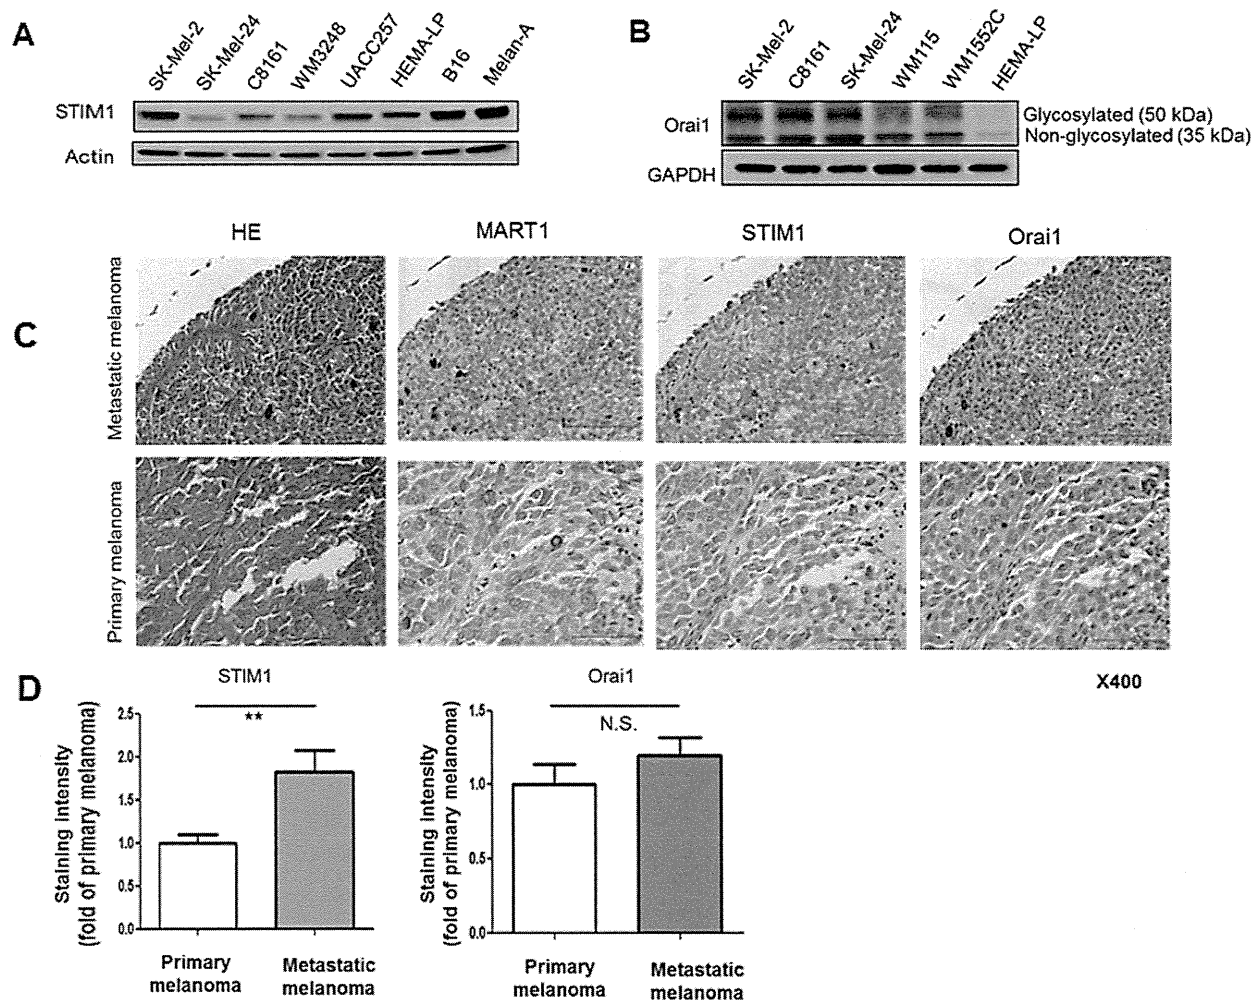 A
SK-Mel-2
SK-Mel-24
C8161
WM3248
UACC257
HEMA-LP
B16
Melan-A
STIM1
Actin
B
SK-Mel-2
C8161
SK-Mel-24
WM115
WM1552C
HEMA-LP
Orai1
Glycosylated (50 kDa)
Non-glycosylated (35 kDa)
GAPDH
C
HE
MART1
STIM1
Orai1
Metastatic melanoma
Primary melanoma
X400
D
STIM1
Staining Intensity
(fold of primary melanoma)
2.5
2.0
1.5
1.0
0.5
0.0
**
Primary
melanoma
Metastatic
melanoma
Orai1
Staining Intensity
(fold of primary melanoma)
1.5
1.0
0.5
0.0
N.S.
Primary
melanoma
Metastatic
melanoma